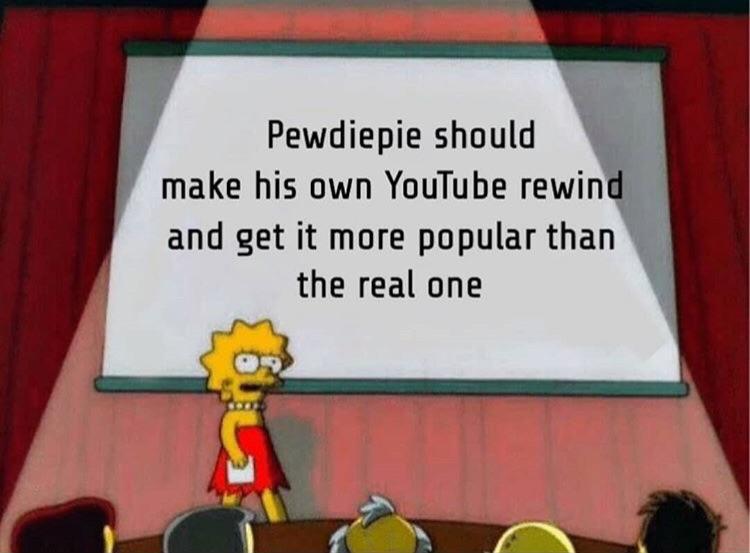 Pewdiepie should
make his own YouTube rewind
and get it more popular than
the real one